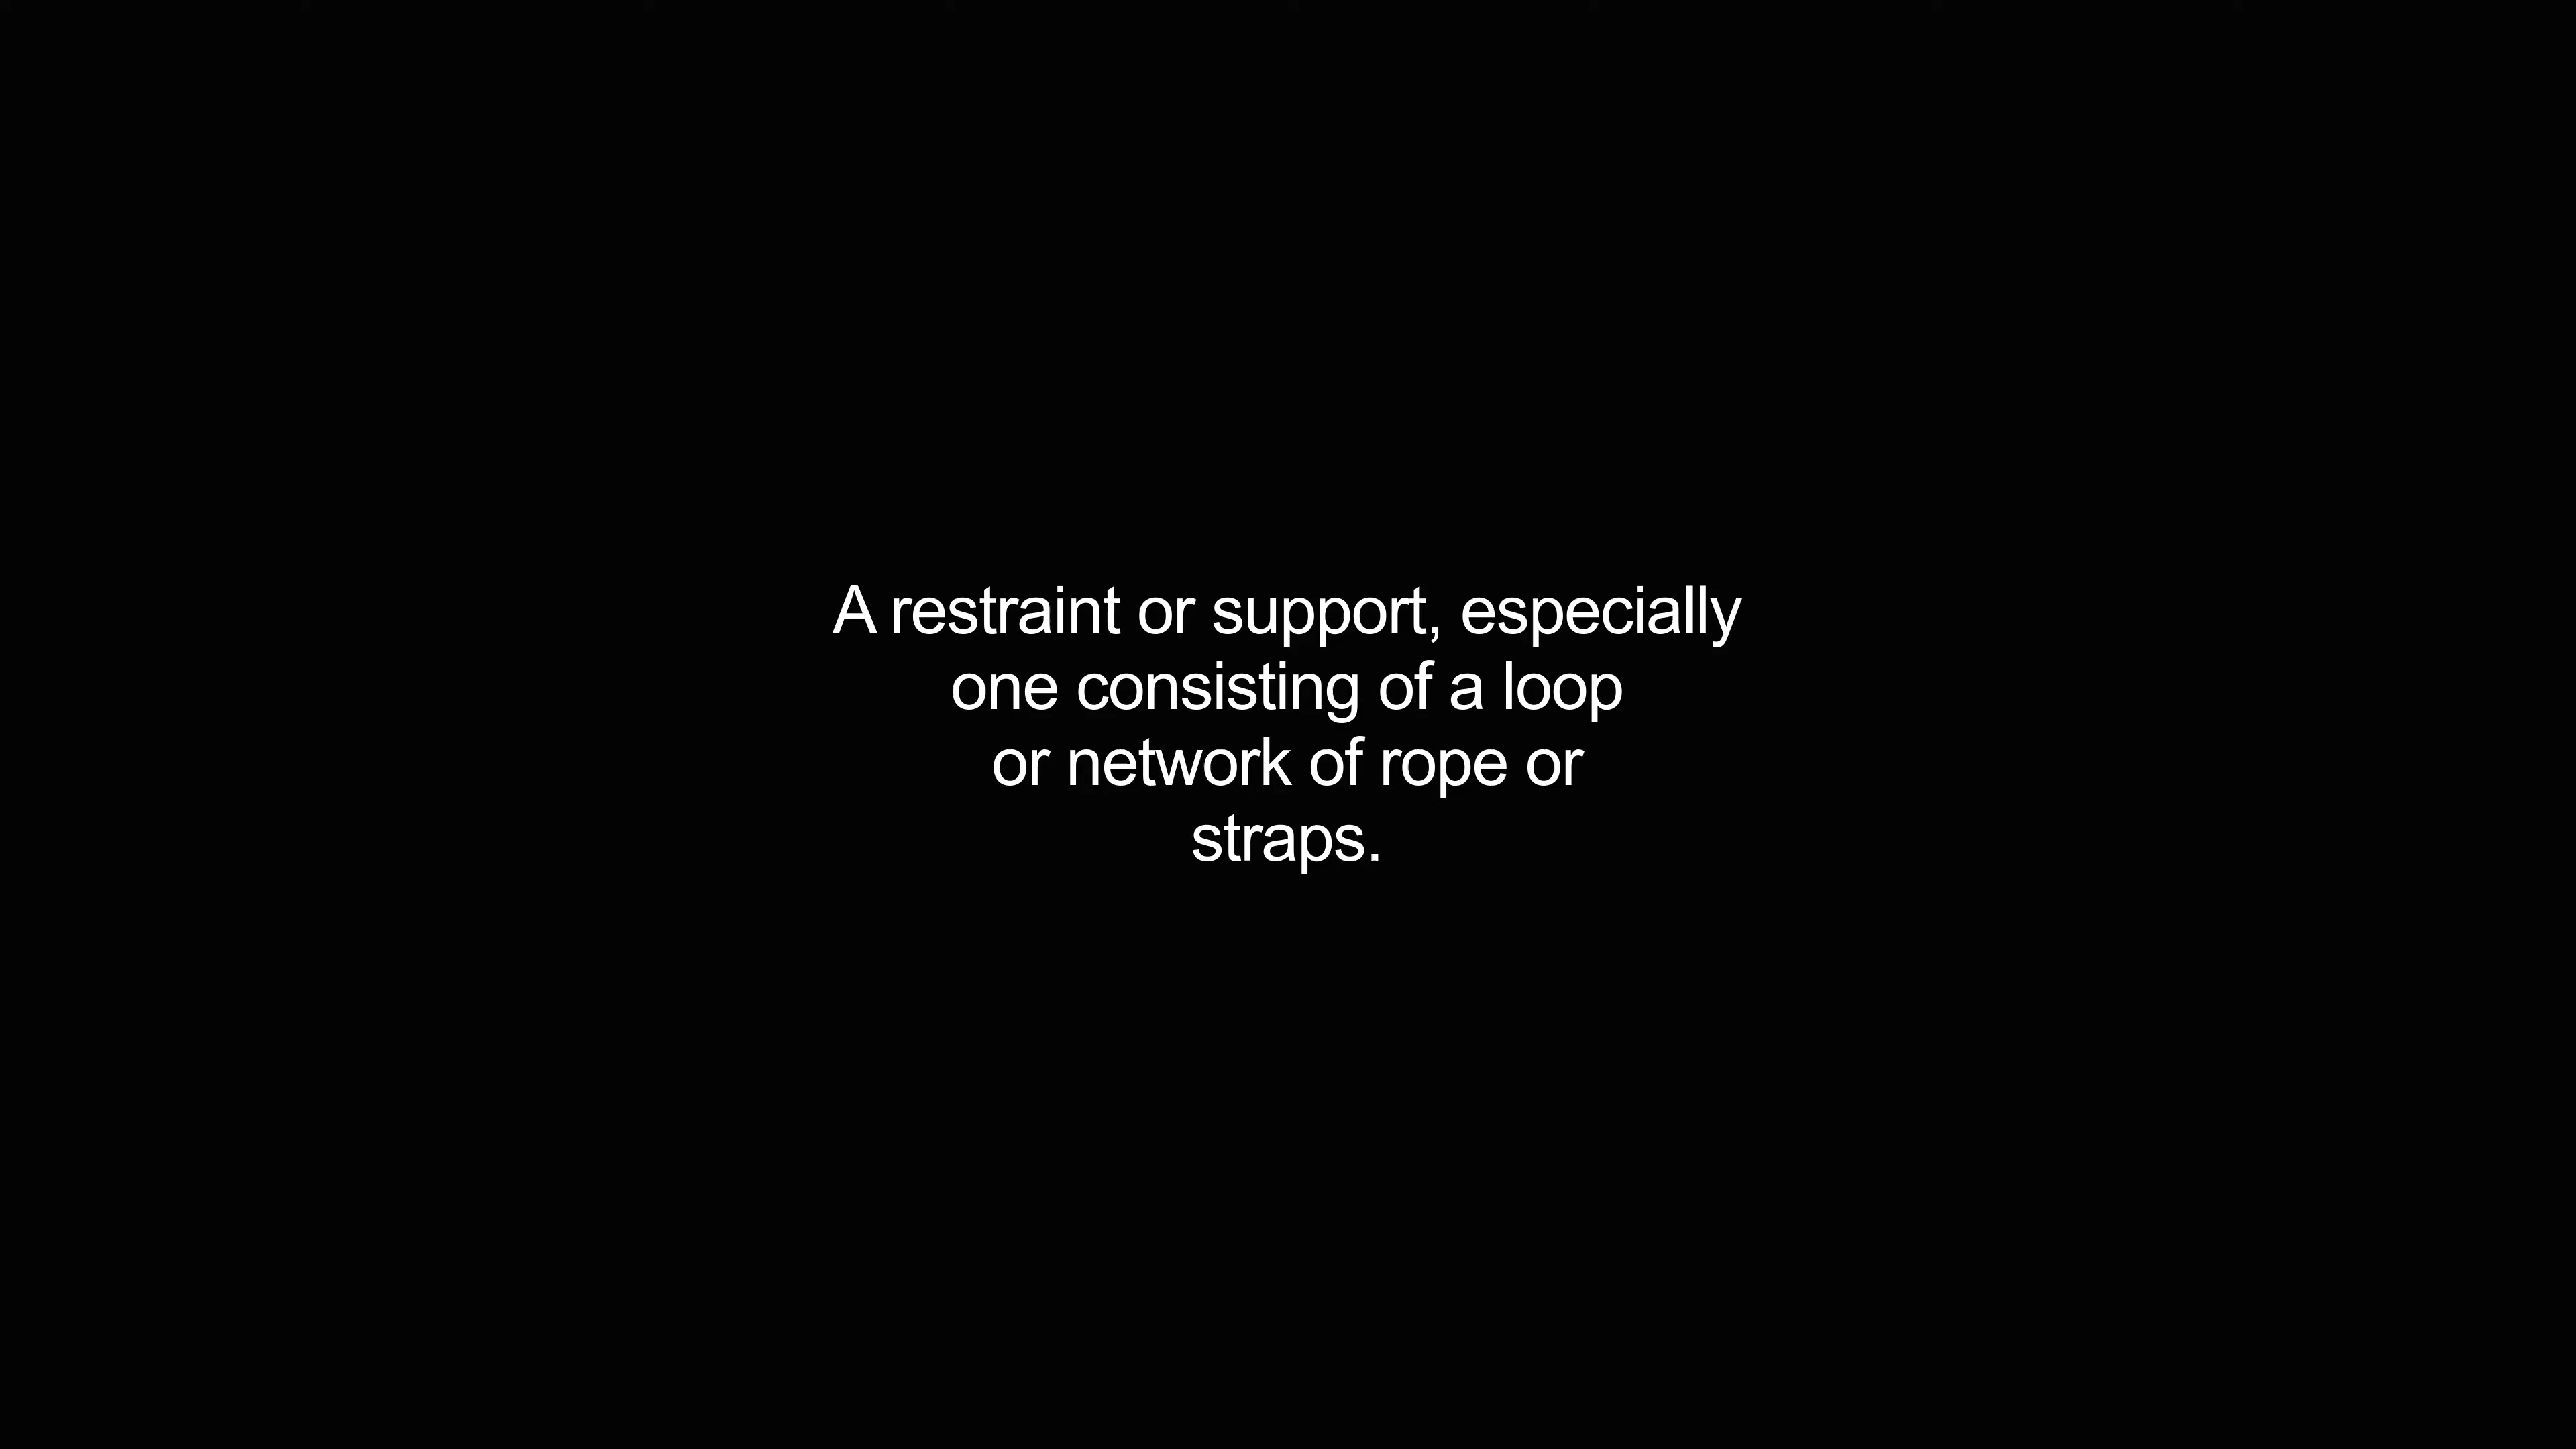 A restraint or support, especially
one consisting of a loop
or network of rope or
straps.